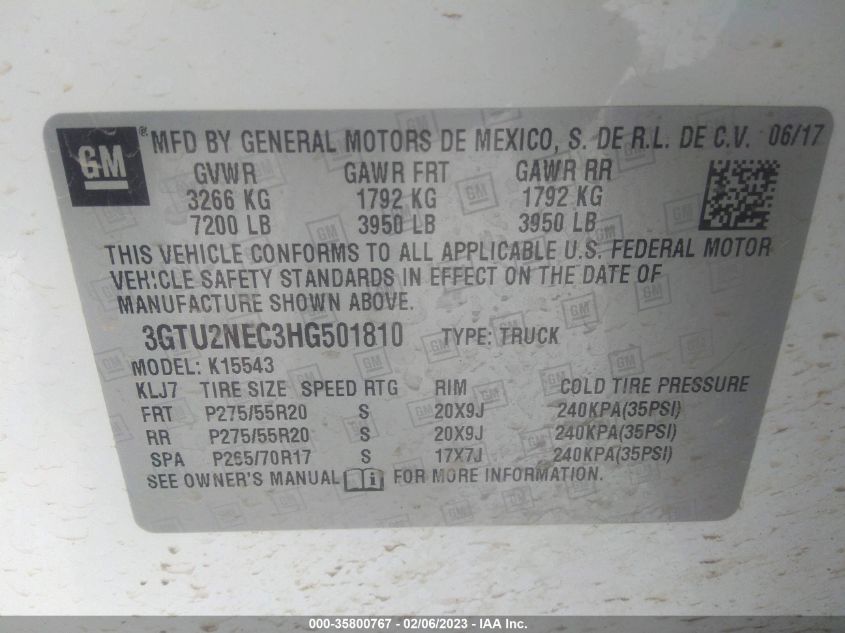 GM ® MFD BY GENERAL MOTORS DE MEXICO, S. DE R.L. DE C.V. 06/17
GVWR GAWR FRT GAWR RR
3266 KG 1792 KG 1792 KG
7200 LB 3950 LB 3950 LB
THIS VEHICLE CONFORMS TO ALL APPLICABLE U.S. FEDERAL MOTOR
VEHICLE SAFETY STANDARDS IN EFFECT ON THE DATE OF
MANUFACTURE SHOWN ABOVE.
3GTU2NEC3HG501810 TYPE: TRUCK
MODEL: K15543
KLJ7 TIRE SIZE SPEED RTG RIM COLD TIRE PRESSURE
FRT P275/55R20 S 20X9J 240KPA(35PSI)
RR P275/55R20 S 20X9J 240KPA(35PSI)
SPA P265/70R17 S 17X7J 240KPA(35PSI)
SEE OWNER'S MANUAL FOR MORE INFORMATION.
000-35800767 - 02/06/2023 - IAA Inc.